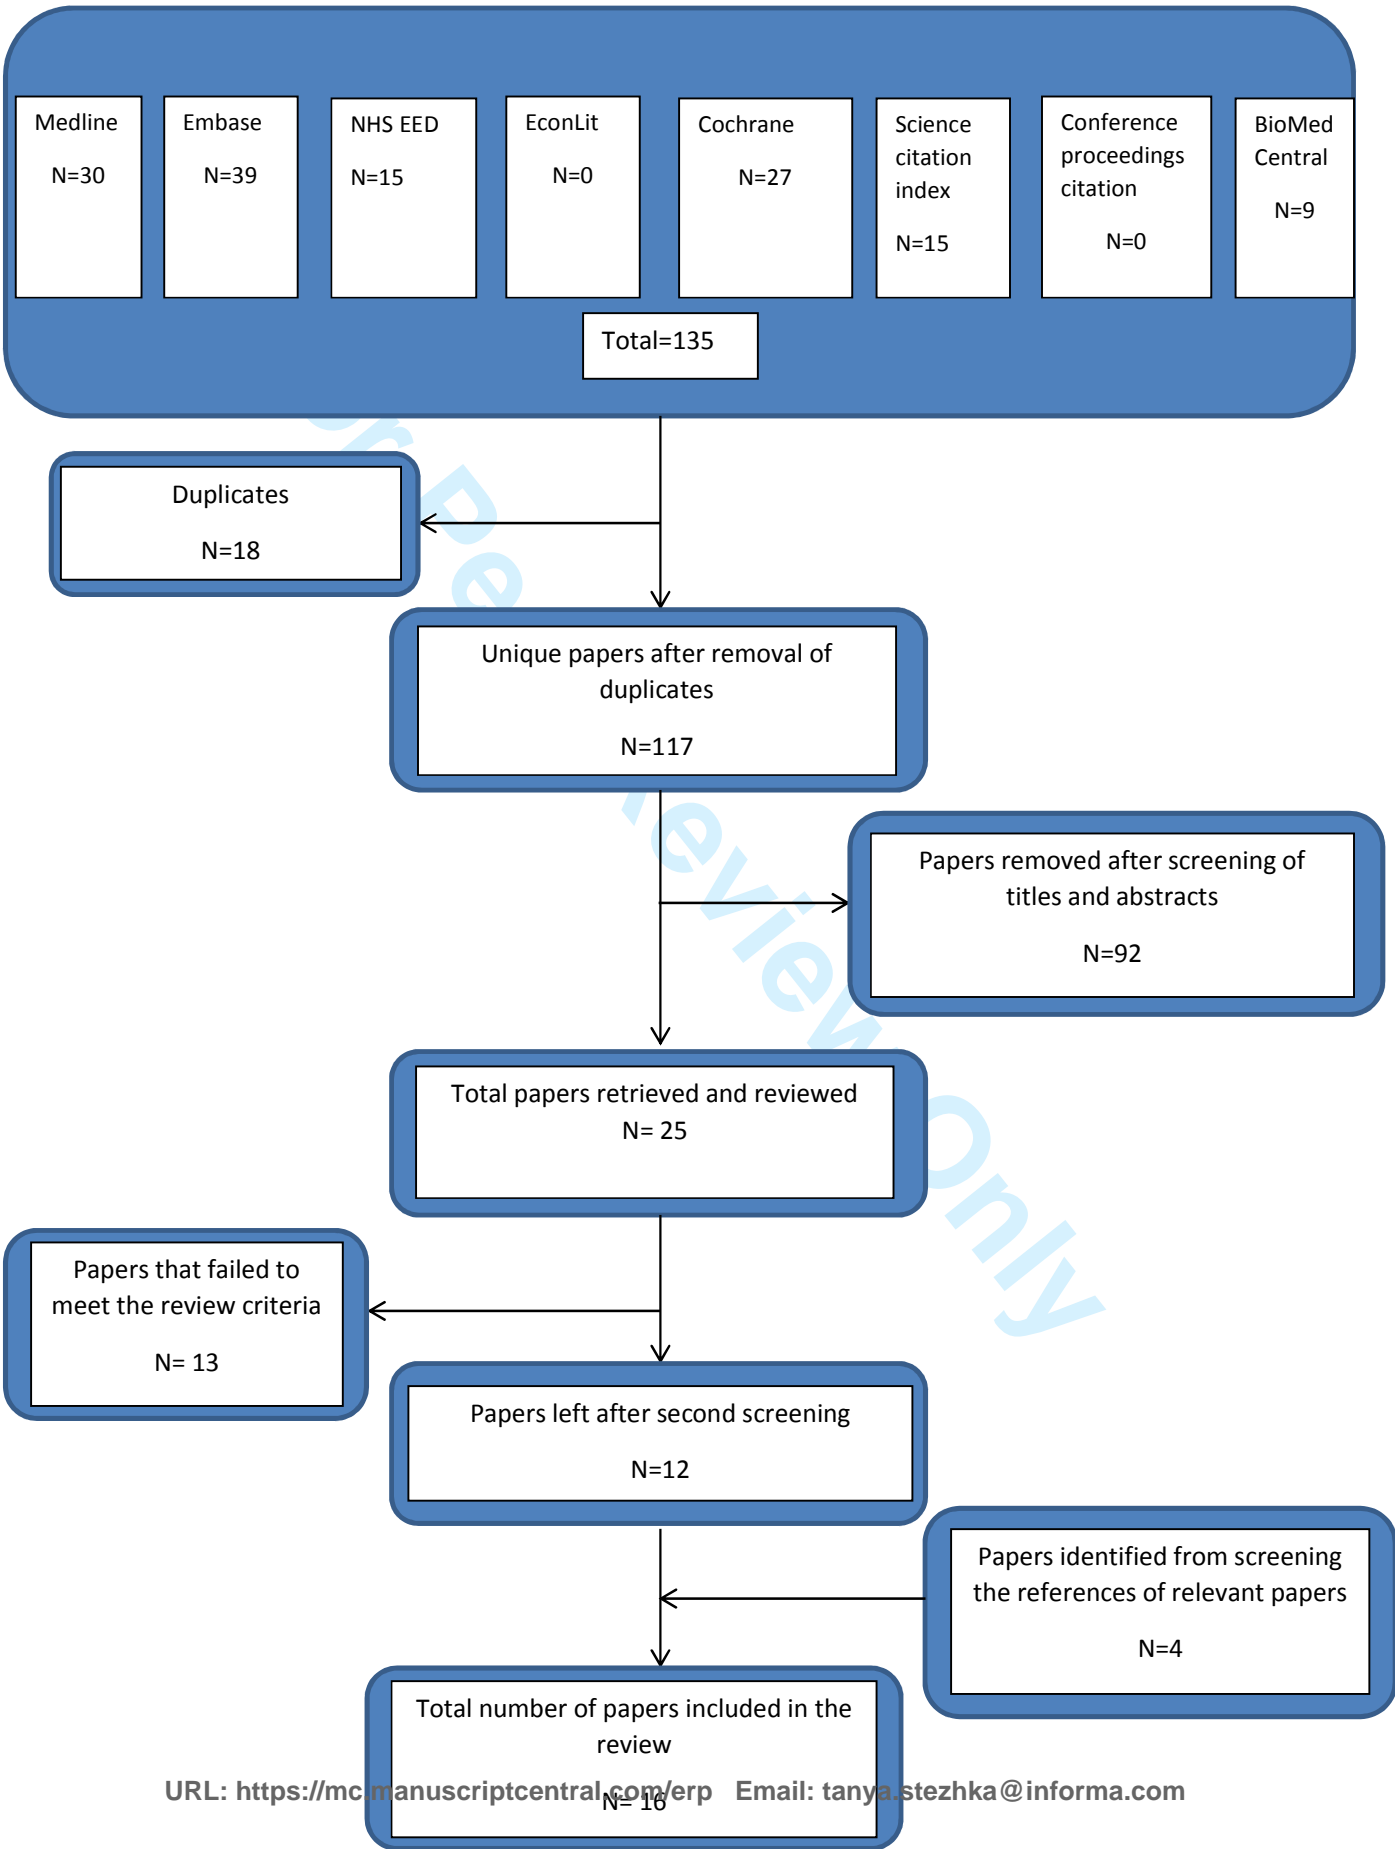 Medline
N=30
Embase
N=39
NHS EED
N=15
EconLit
N=0
Cochrane
N=27
Science
citation
index
N=15
Conference
proceedings
citation
N=0
BioMed
Central
N=9
Total=135
Duplicates
N=18
Unique papers after removal of
duplicates
N=117
Papers removed after screening of
titles and abstracts
N=92
Total papers retrieved and reviewed
N= 25
Papers that failed to
meet the review criteria
N= 13
Papers left after second screening
N=12
Papers identified from screening
the references of relevant papers
N=4
Total number of papers included in the
review
N= 16
URL: https://mc.manuscriptcentral.com/erp Email: tanya.stezhka@informa.com